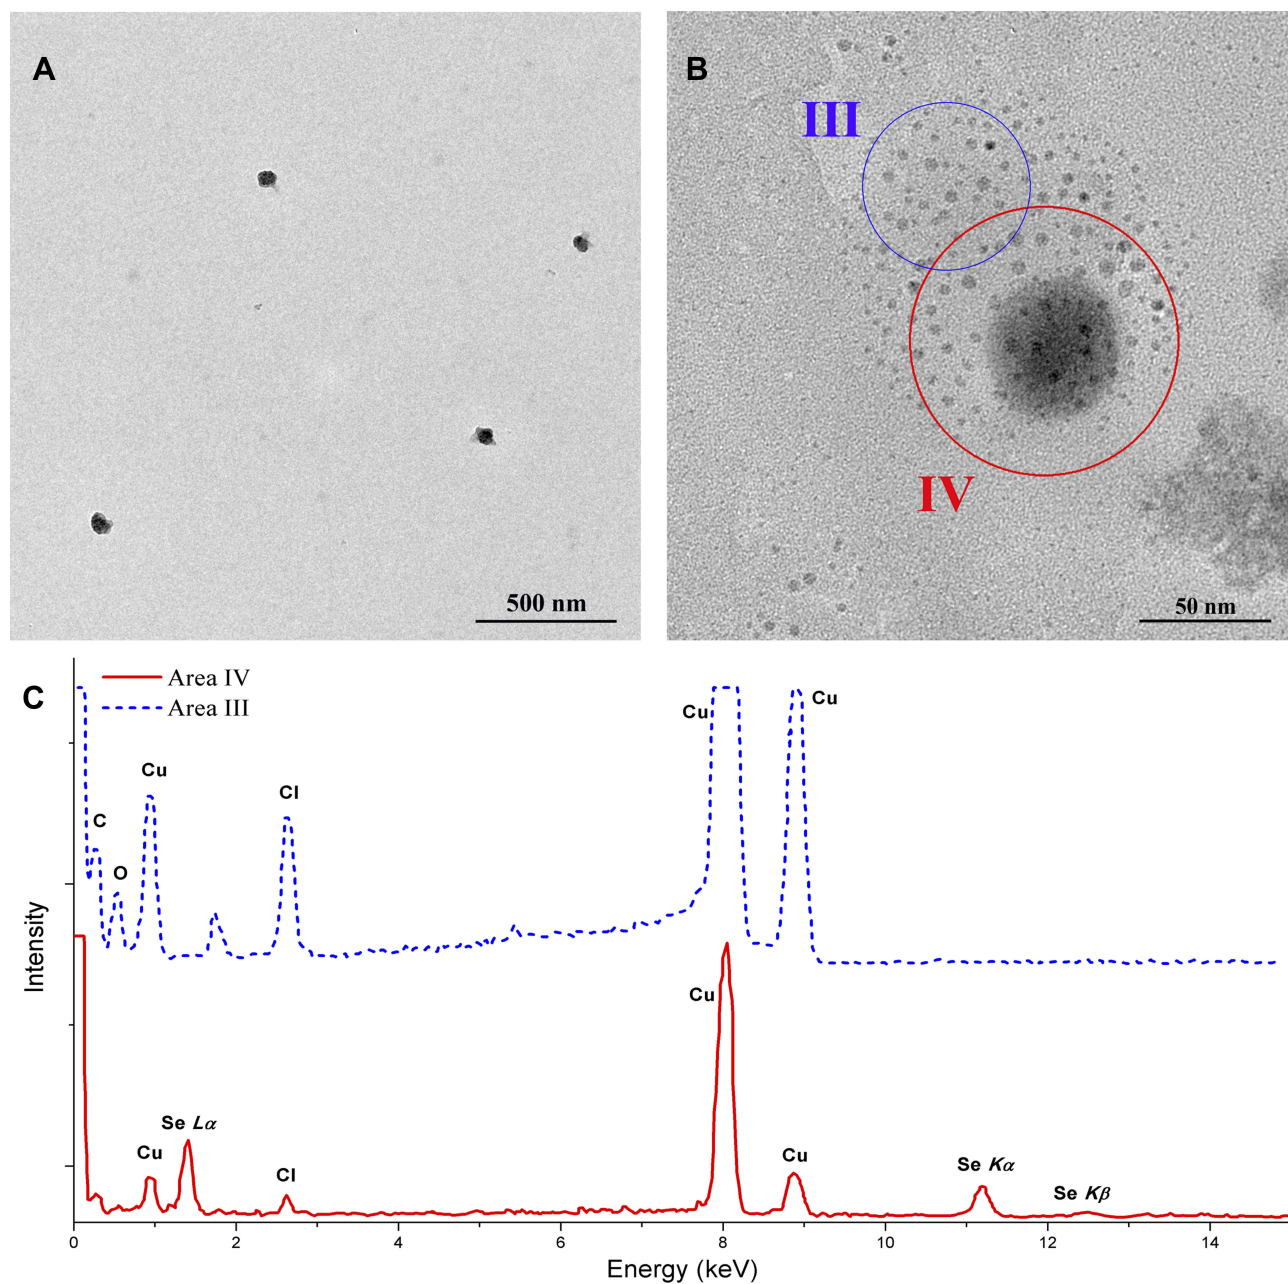 A
500 nm
B
III
IV
50 nm
C
Area IV
Area III
Cu
Cu
Cu
Cl
C
O
Cu
Se Lα
Cu
Cl
Cu
Se Kα
Se Kβ
Intensity
0 2 4 6 8 10 12 14
Energy (keV)